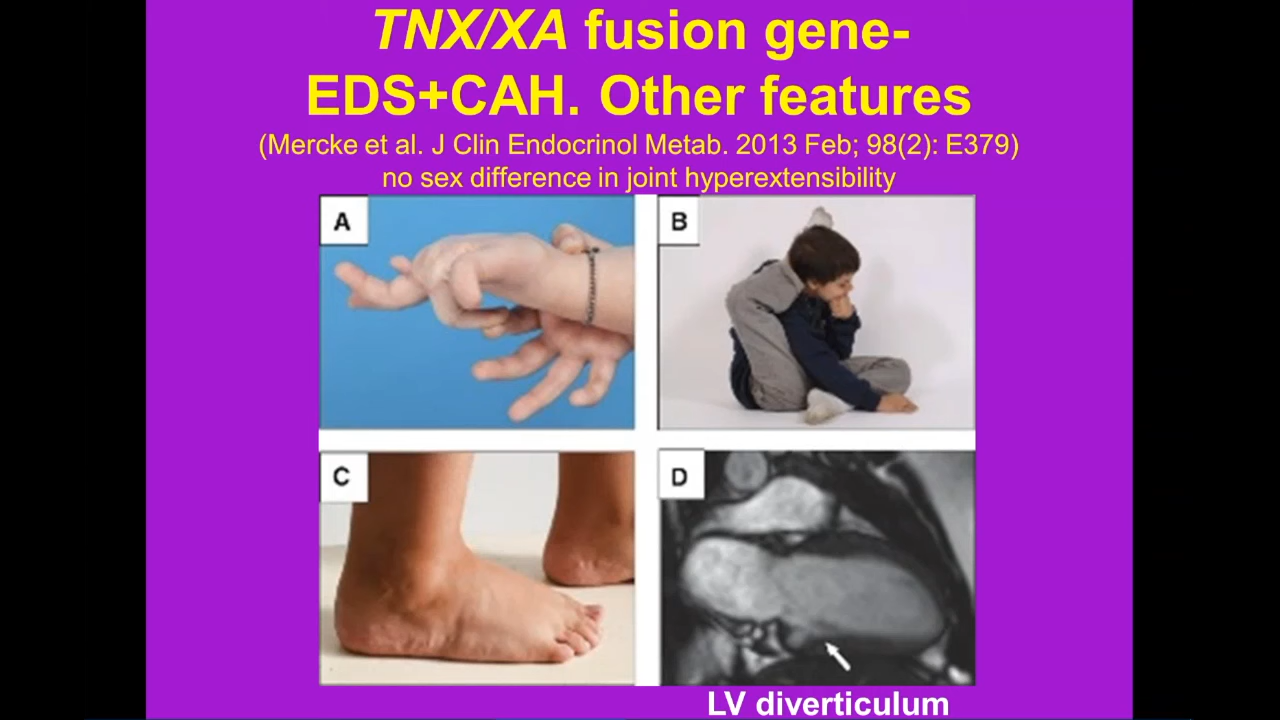 TNX/XA fusion gene-
EDS+CAH. Other features
(Mercke et al. J Clin Endocrinol Metab. 2013 Feb; 98(2): E379)
no sex difference in joint hyperextensibility
A
B
C
D
LV diverticulum